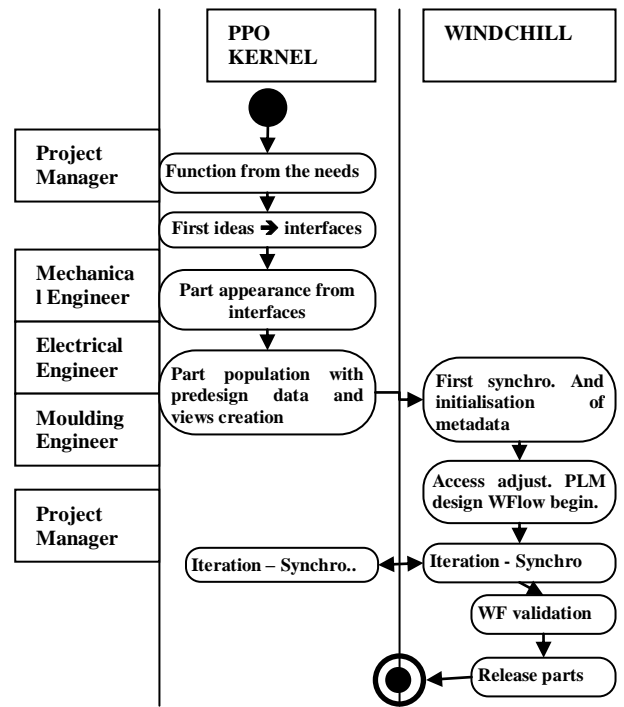 PPO
KERNEL
WINDCHILL
Project
Manager
Function from the needs
First ideas ➔ interfaces
Mechanica
l Engineer
Part appearance from
interfaces
Electrical
Engineer
Part population with
predesign data and
views creation
First synchro. And
initialisation of
metadata
Moulding
Engineer
Access adjust. PLM
design WFlow begin.
Project
Manager
Iteration – Synchro..
Iteration - Synchro
WF validation
Release parts